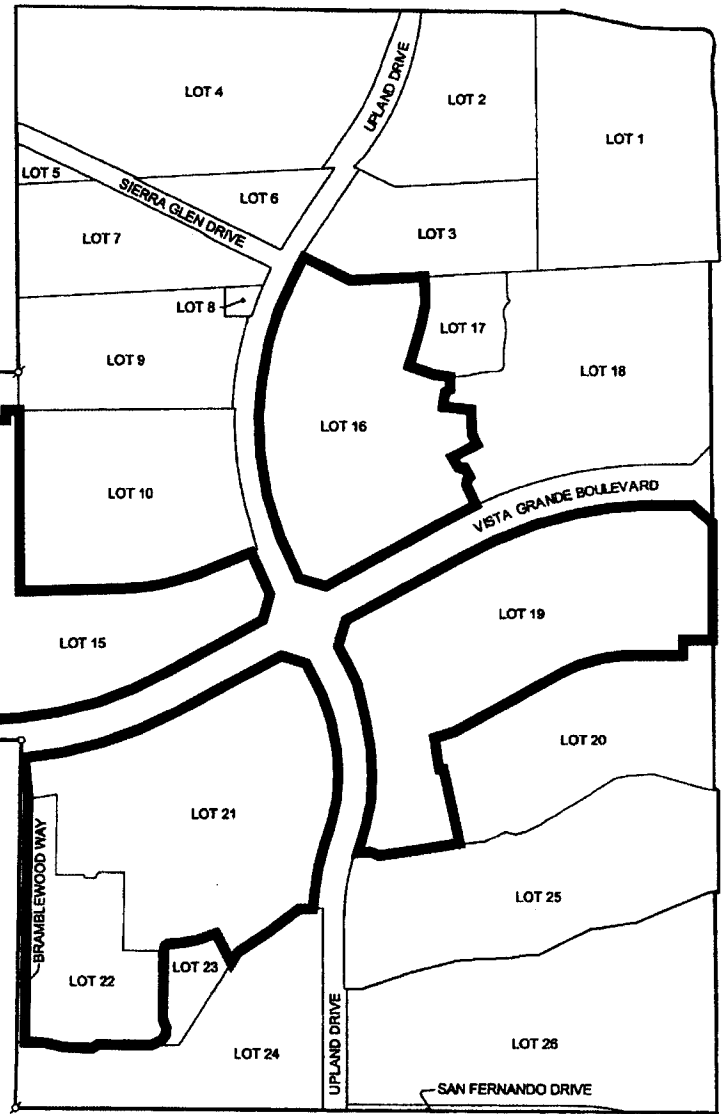 LOT 4
UPLAND DRIVE
LOT 2
LOT 1
LOT 5
SIERRA GLEN DRIVE
LOT 6
LOT 7
LOT 3
LOT 8
LOT 17
LOT 9
LOT 18
LOT 16
LOT 10
VISTA GRANDE BOULEVARD
LOT 19
LOT 15
LOT 20
LOT 21
BRAMBLEWOOD WAY
LOT 25
LOT 23
LOT 22
UPLAND DRIVE
LOT 24
LOT 26
SAN FERNANDO DRIVE